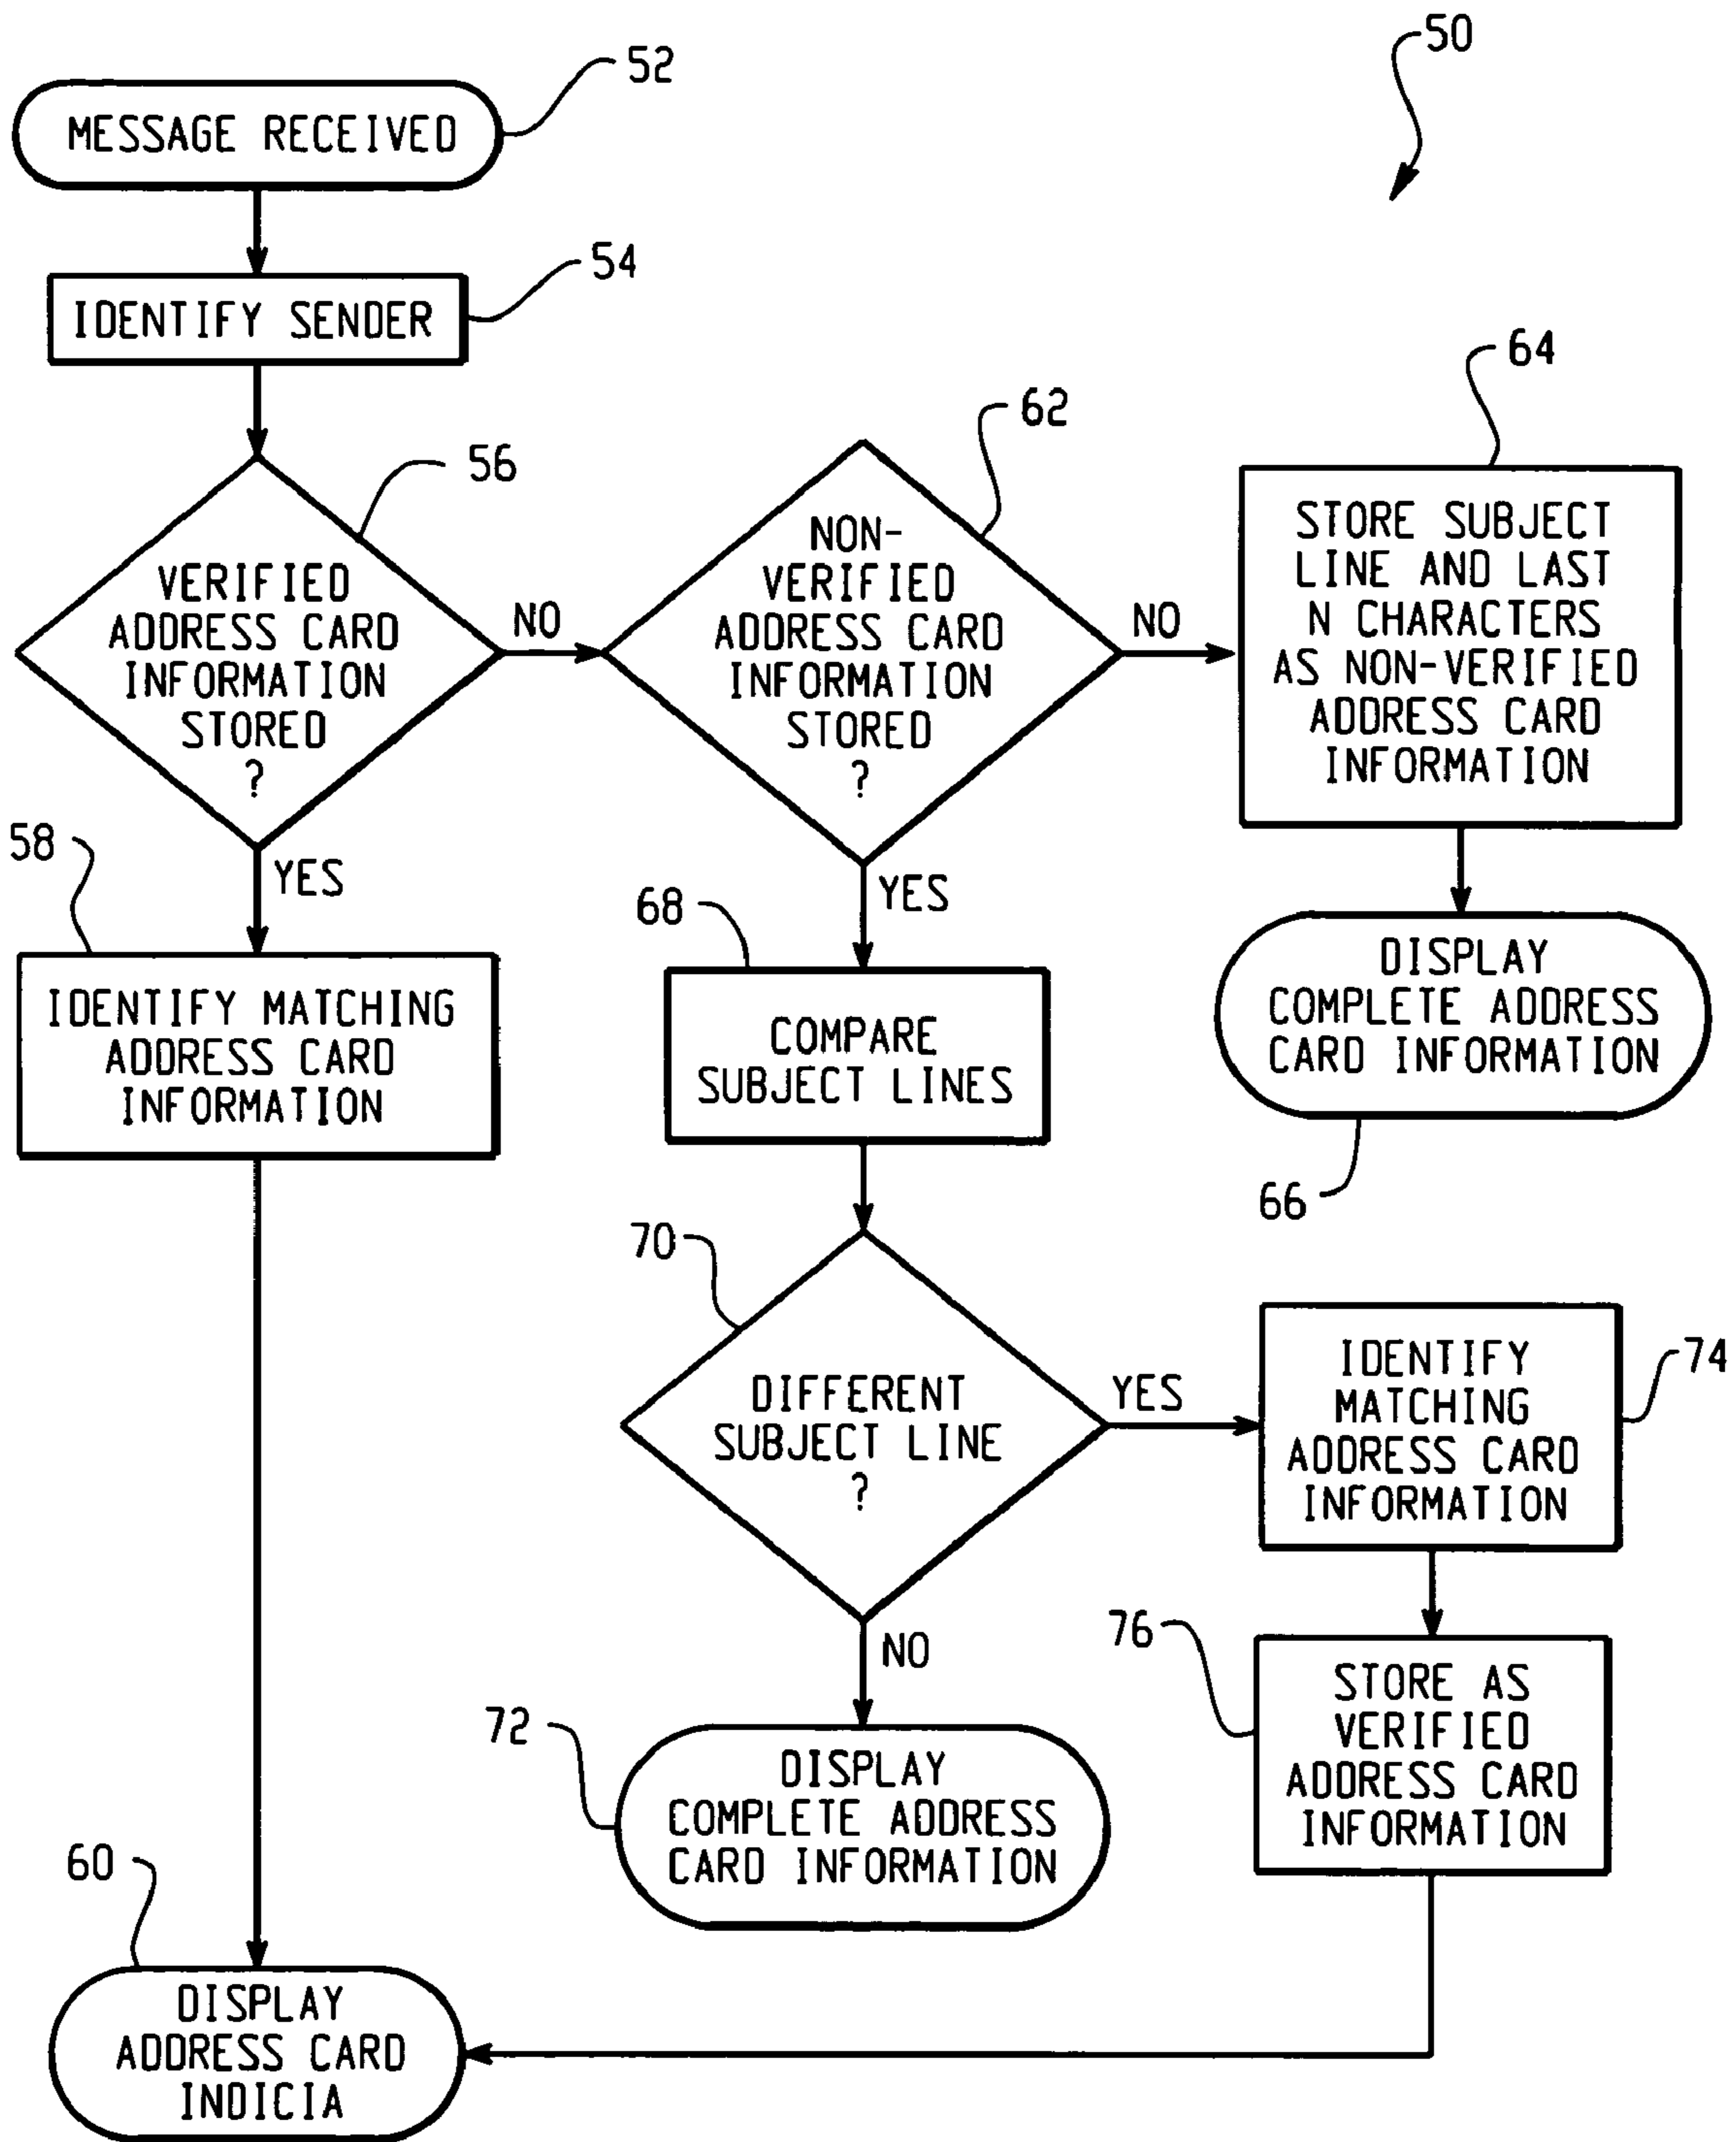 50
52
MESSAGE RECEIVED
54
IDENTIFY SENDER
56
VERIFIED
ADDRESS CARD
INFORMATION
STORED
?
NO
YES
62
NON-
VERIFIED
ADDRESS CARD
INFORMATION
STORED
?
NO
YES
64
STORE SUBJECT
LINE AND LAST
N CHARACTERS
AS NON-VERIFIED
ADDRESS CARD
INFORMATION
DISPLAY
COMPLETE ADDRESS
CARD INFORMATION
66
58
IDENTIFY MATCHING
ADDRESS CARD
INFORMATION
68
COMPARE
SUBJECT LINES
70
DIFFERENT
SUBJECT LINE
?
YES
NO
74
IDENTIFY
MATCHING
ADDRESS CARD
INFORMATION
76
STORE AS
VERIFIED
ADDRESS CARD
INFORMATION
72
DISPLAY
COMPLETE ADDRESS
CARD INFORMATION
60
DISPLAY
ADDRESS CARD
INDICIA